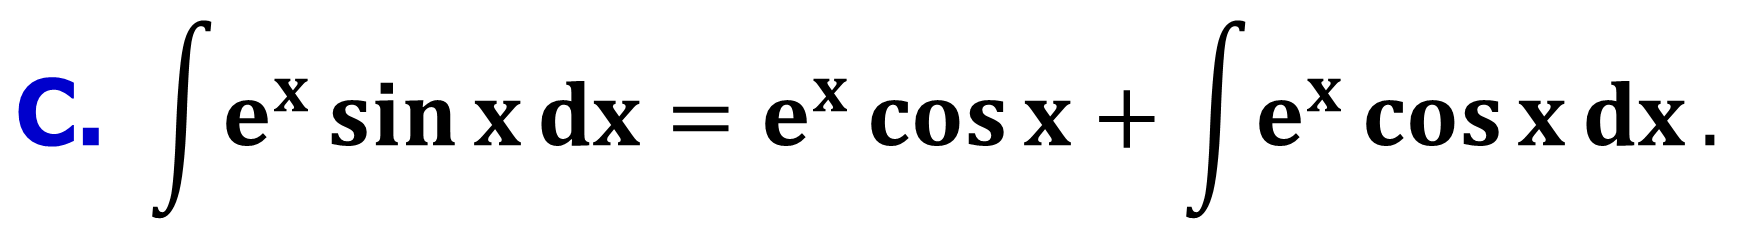 C. ∫ eˣ sin x dx = eˣ cos x + ∫ eˣ cos x dx .